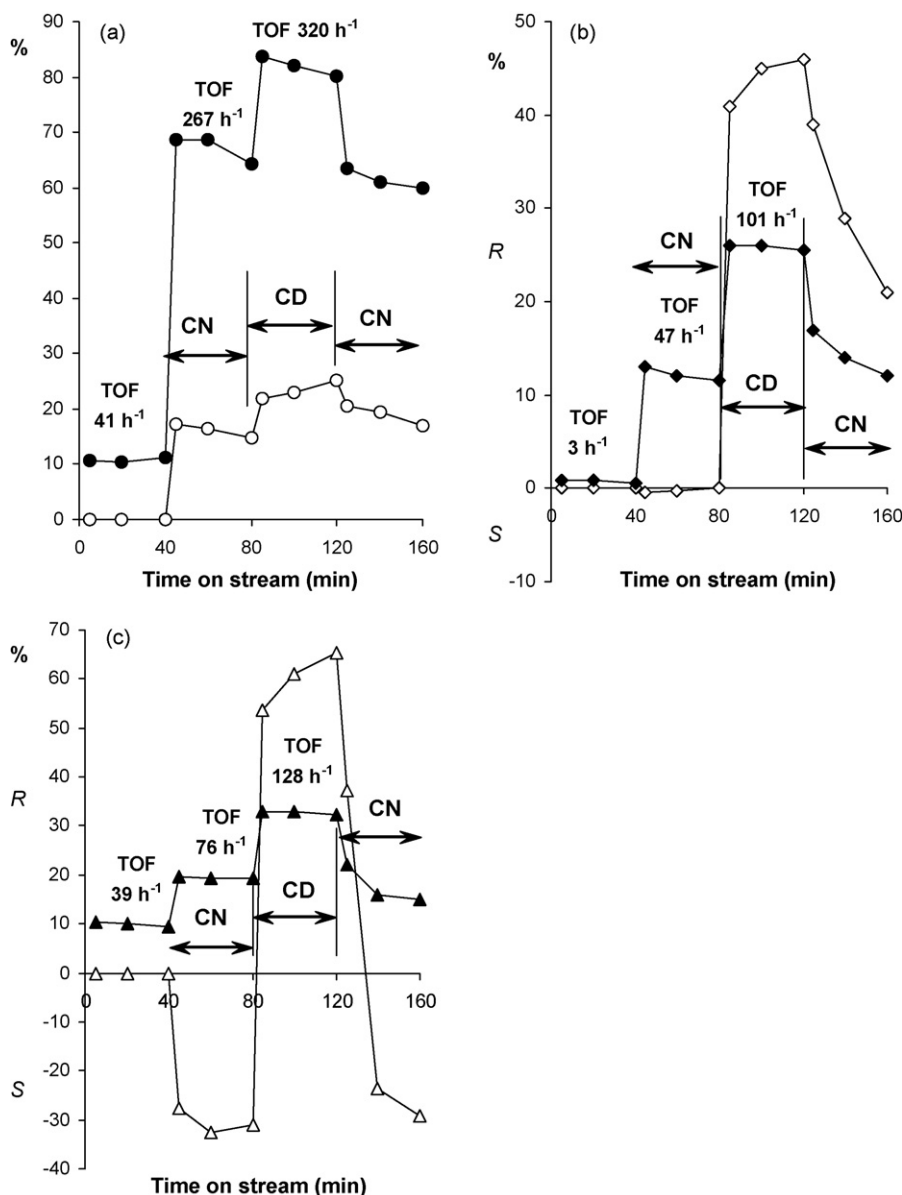 (a)
%
90
80
70
60
50
40
30
20
10
0
TOF 320 h⁻¹
TOF
267 h⁻¹
TOF
41 h⁻¹
CN
CD
CN
0 40 80 120 160
Time on stream (min)
(b)
%
50
40
30
20
10
0
-10
R
S
TOF
101 h⁻¹
CN
TOF
47 h⁻¹
TOF
3 h⁻¹
CD
CN
0 40 80 120 160
Time on stream (min)
(c)
%
70
60
50
40
30
20
10
0
-10
-20
-30
-40
R
S
TOF
128 h⁻¹
TOF
76 h⁻¹
TOF
39 h⁻¹
CN
CD
CN
0 40 80 120 160
Time on stream (min)